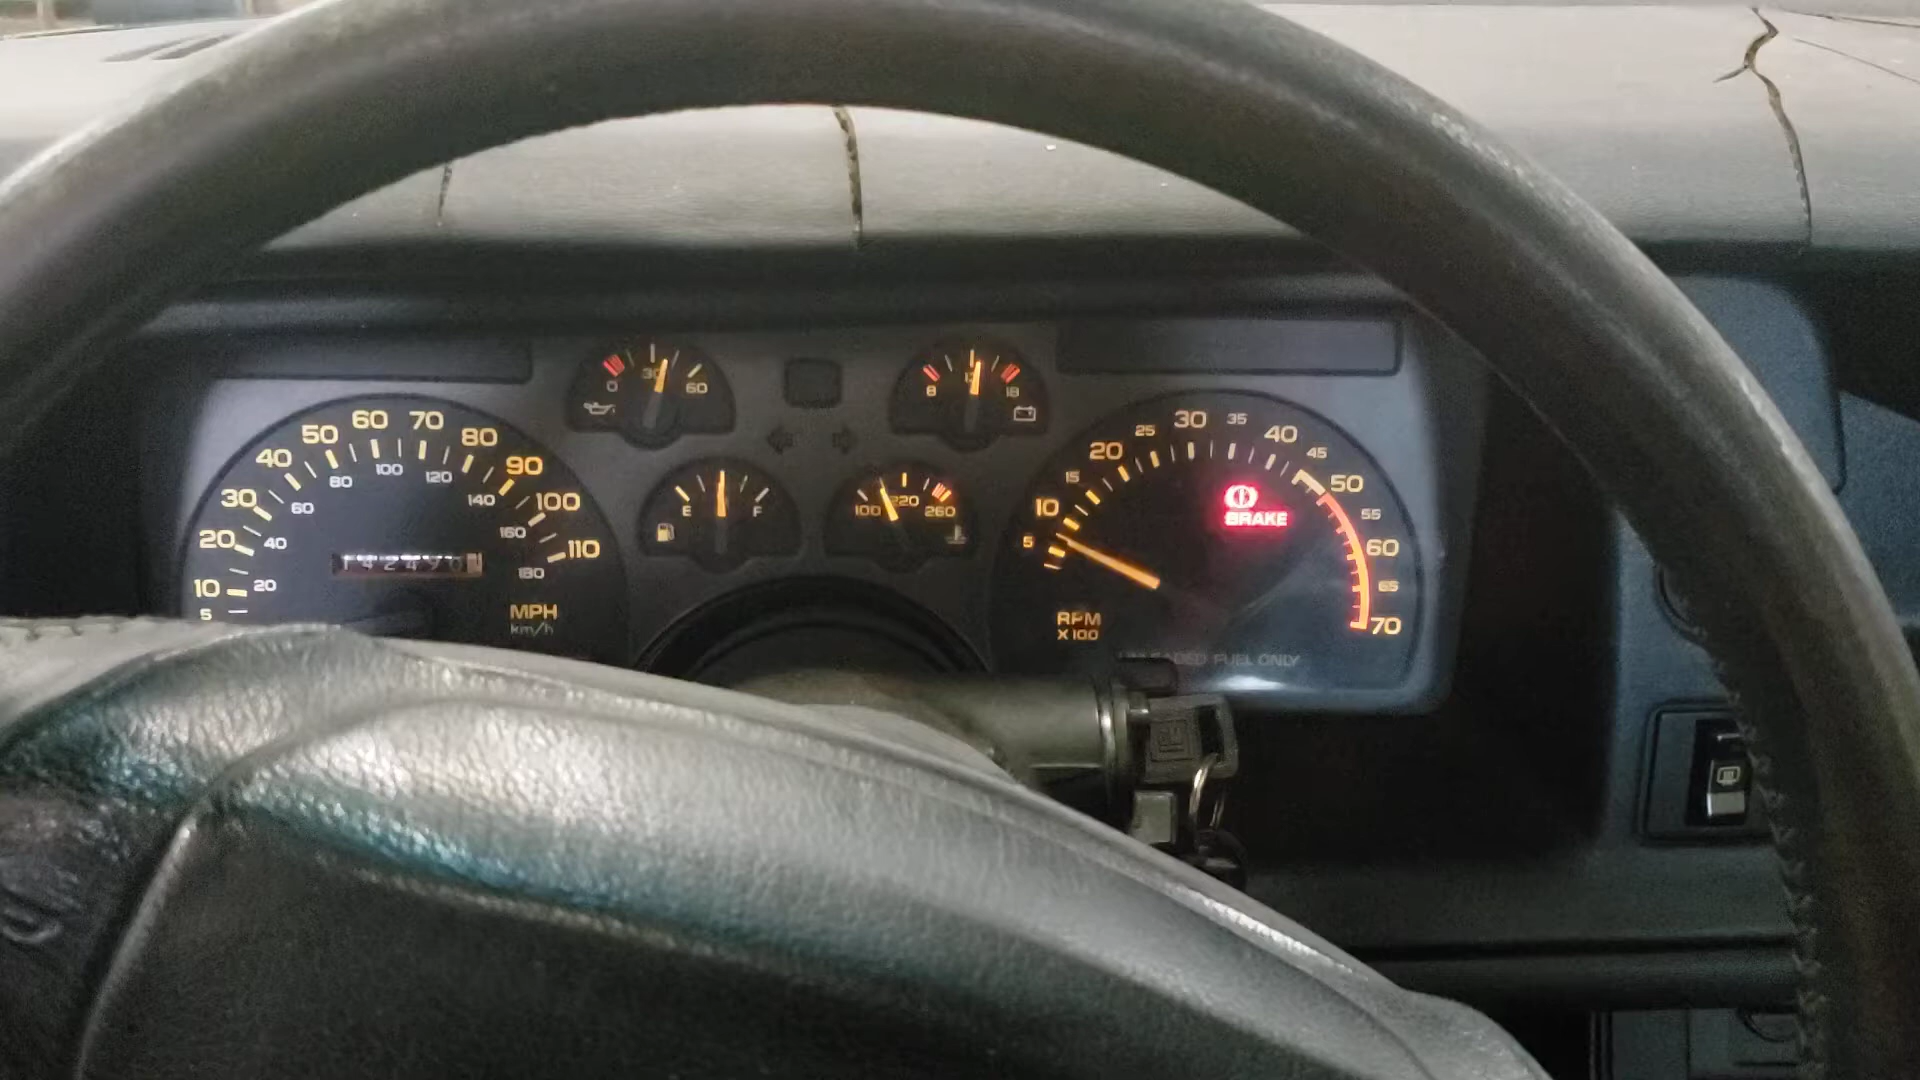 0 30 60
8 12 18
5 10 20 30 40 50 60 70 80 90 100 110
20 40 60 80 100 120 140 160 180
MPH
km/h
E F
100 220 260
5 10 15 20 25 30 35 40 45 50 55 60 65 70
BRAKE
RPM
X 100
FUEL ONLY
GM